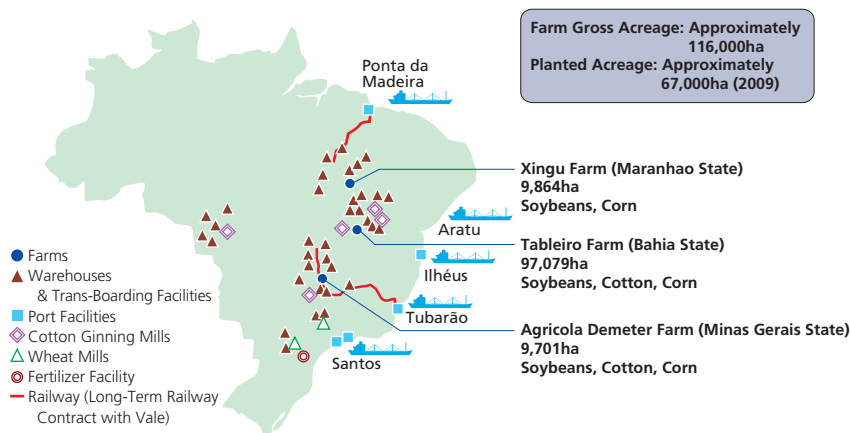 Farm Gross Acreage: Approximately
116,000ha
Planted Acreage: Approximately
67,000ha (2009)
Ponta da
Madeira
Xingu Farm (Maranhao State)
9,864ha
Soybeans, Corn
Aratu
Tableiro Farm (Bahia State)
97,079ha
Soybeans, Cotton, Corn
Ilhéus
Tubarão
Agricola Demeter Farm (Minas Gerais State)
9,701ha
Soybeans, Cotton, Corn
Santos
Farms
Warehouses
& Trans-Boarding Facilities
Port Facilities
Cotton Ginning Mills
Wheat Mills
Fertilizer Facility
Railway (Long-Term Railway
Contract with Vale)